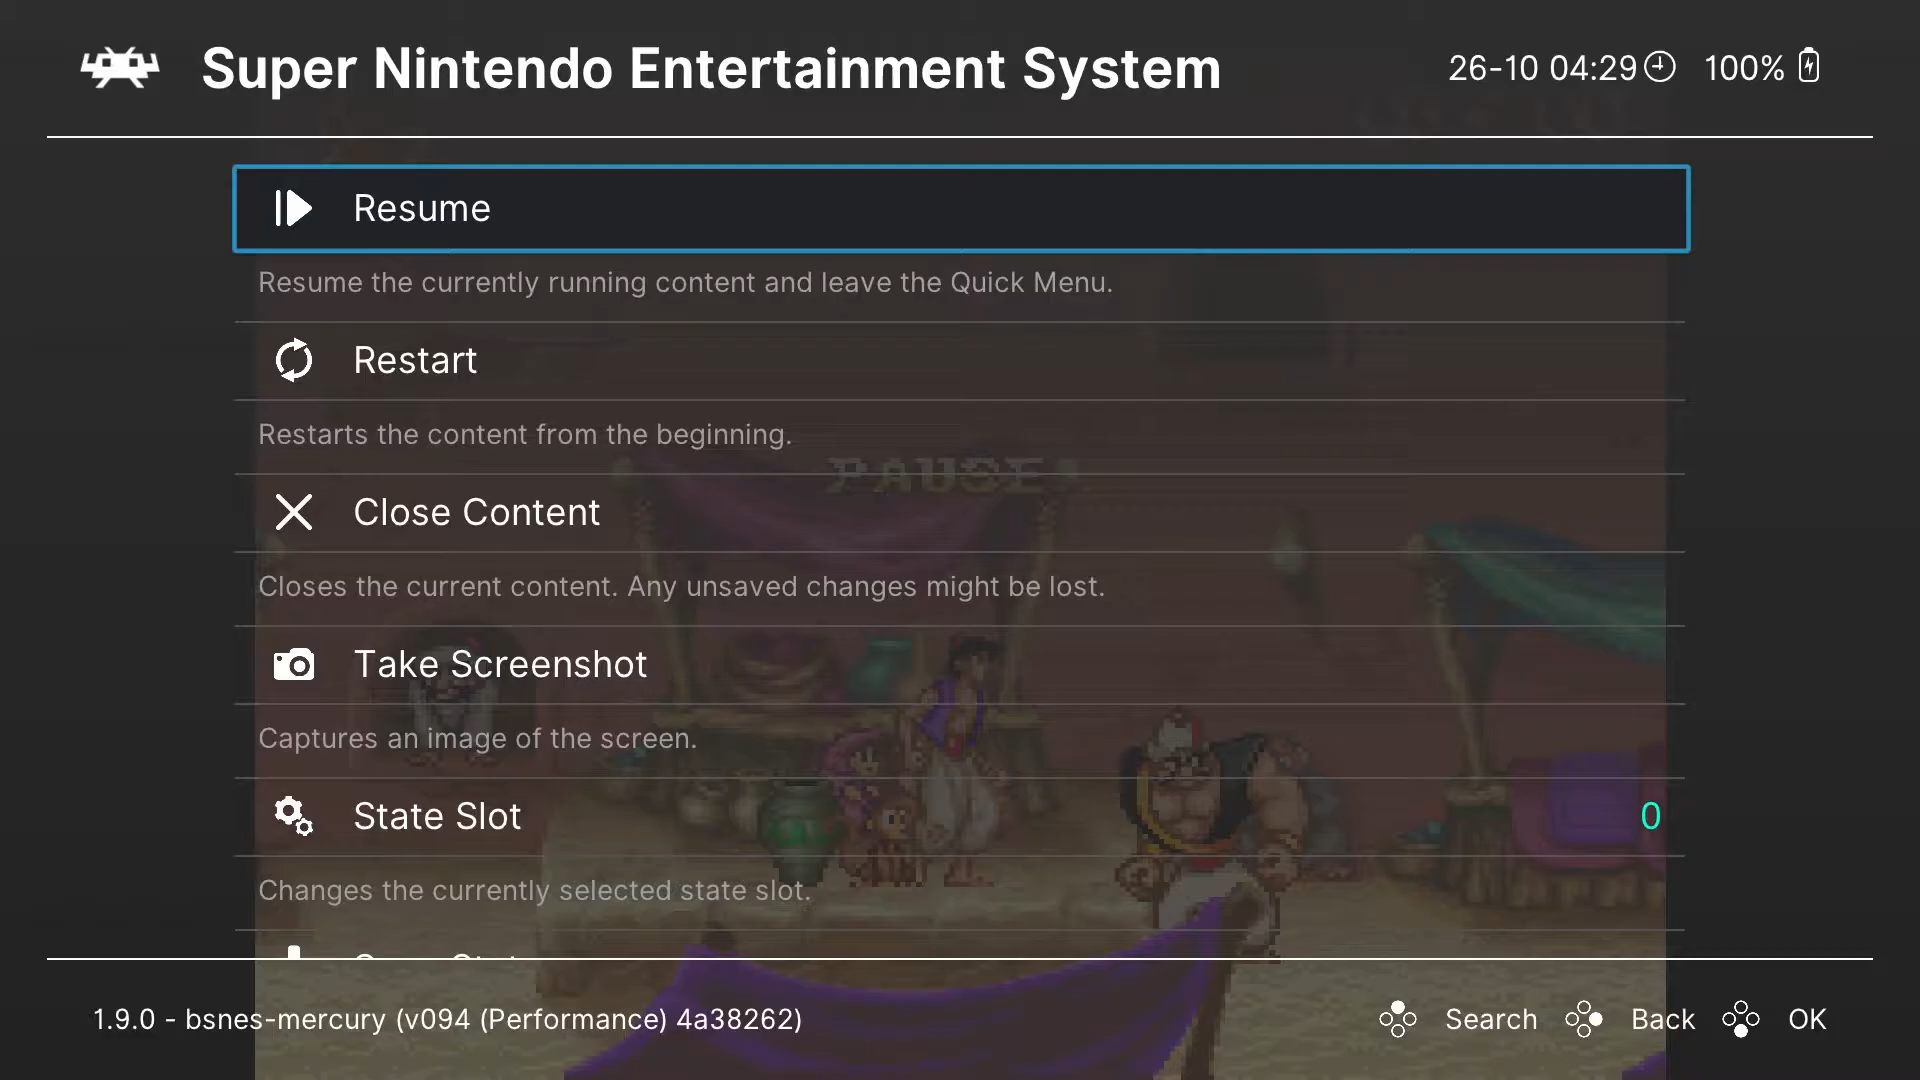 Super Nintendo Entertainment System
26-10 04:29 100%
Resume
Resume the currently running content and leave the Quick Menu.
Restart
Restarts the content from the beginning.
PAUSE
Close Content
Closes the current content. Any unsaved changes might be lost.
Take Screenshot
Captures an image of the screen.
State Slot 0
Changes the currently selected state slot.
1.9.0 - bsnes-mercury (v094 (Performance) 4a38262)
Search Back OK